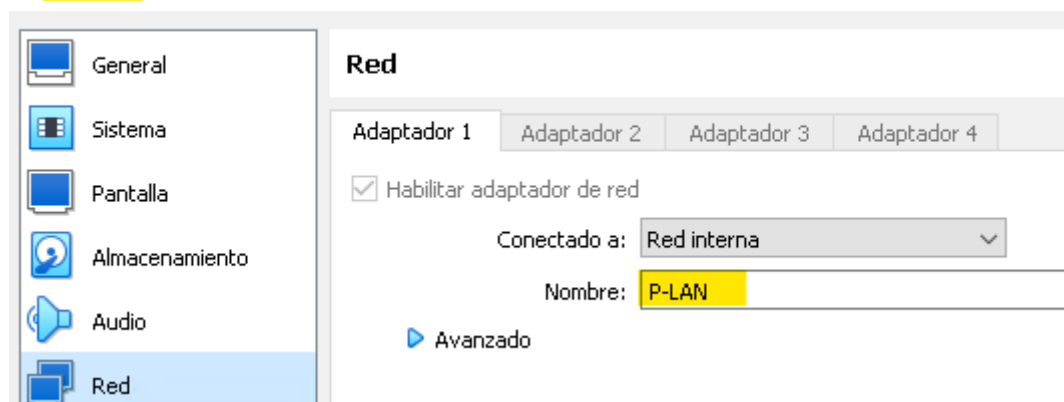 General
Sistema
Pantalla
Almacenamiento
Audio
Red
Red
Adaptador 1 Adaptador 2 Adaptador 3 Adaptador 4
Habilitar adaptador de red
Conectado a: Red interna
Nombre: P-LAN
Avanzado